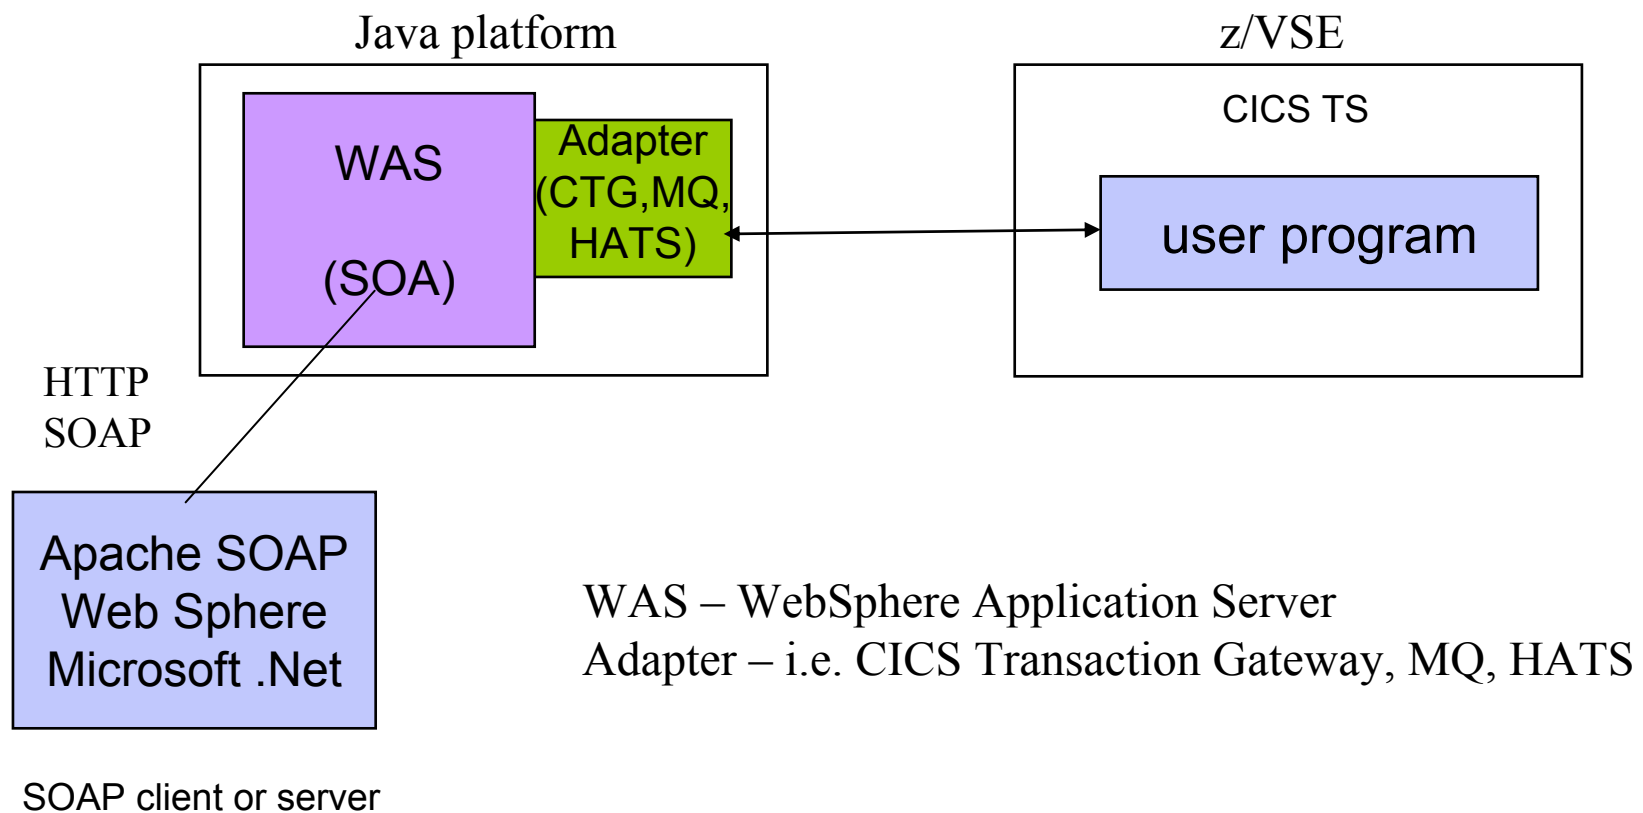 Java platform
z/VSE
CICS TS
WAS
(SOA)
Adapter
(CTG,MQ,
HATS)
user program
HTTP
SOAP
Apache SOAP
Web Sphere
Microsoft .Net
WAS – WebSphere Application Server
Adapter – i.e. CICS Transaction Gateway, MQ, HATS
SOAP client or server